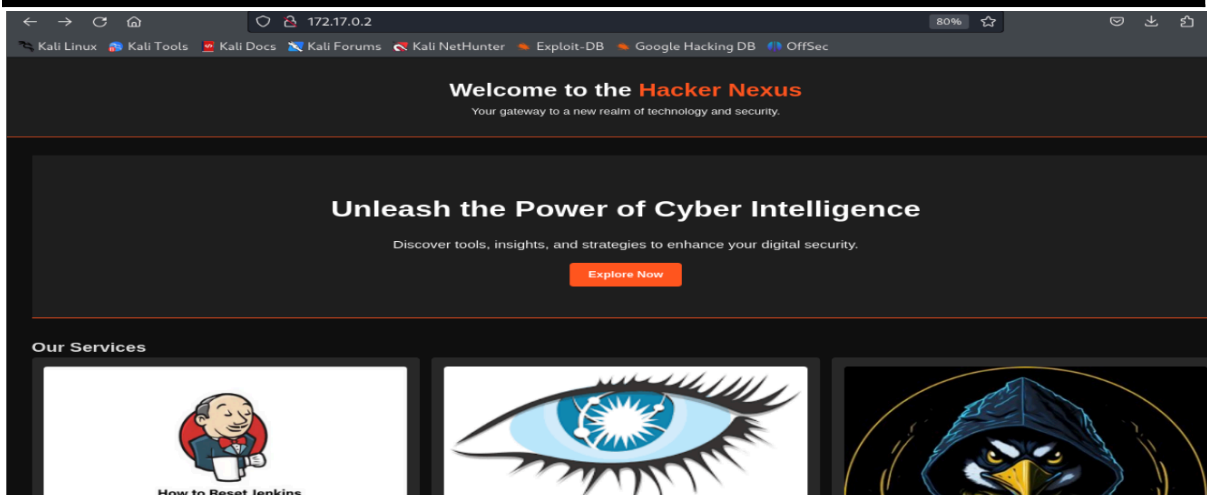 172.17.0.2
80%
Kali Linux Kali Tools Kali Docs Kali Forums Kali NetHunter Exploit-DB Google Hacking DB OffSec
Welcome to the Hacker Nexus
Your gateway to a new realm of technology and security.
Unleash the Power of Cyber Intelligence
Discover tools, insights, and strategies to enhance your digital security.
Explore Now
Our Services
How to Reset Jenkins